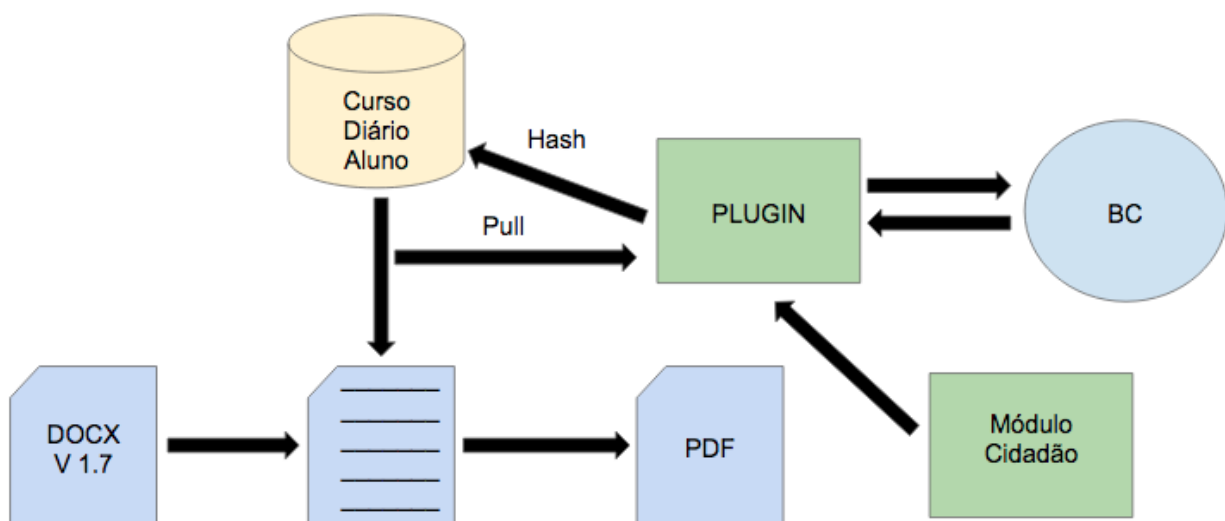 Curso
Diário
Aluno
Hash
Pull
PLUGIN
BC
DOCX
V 1.7
PDF
Módulo
Cidadão